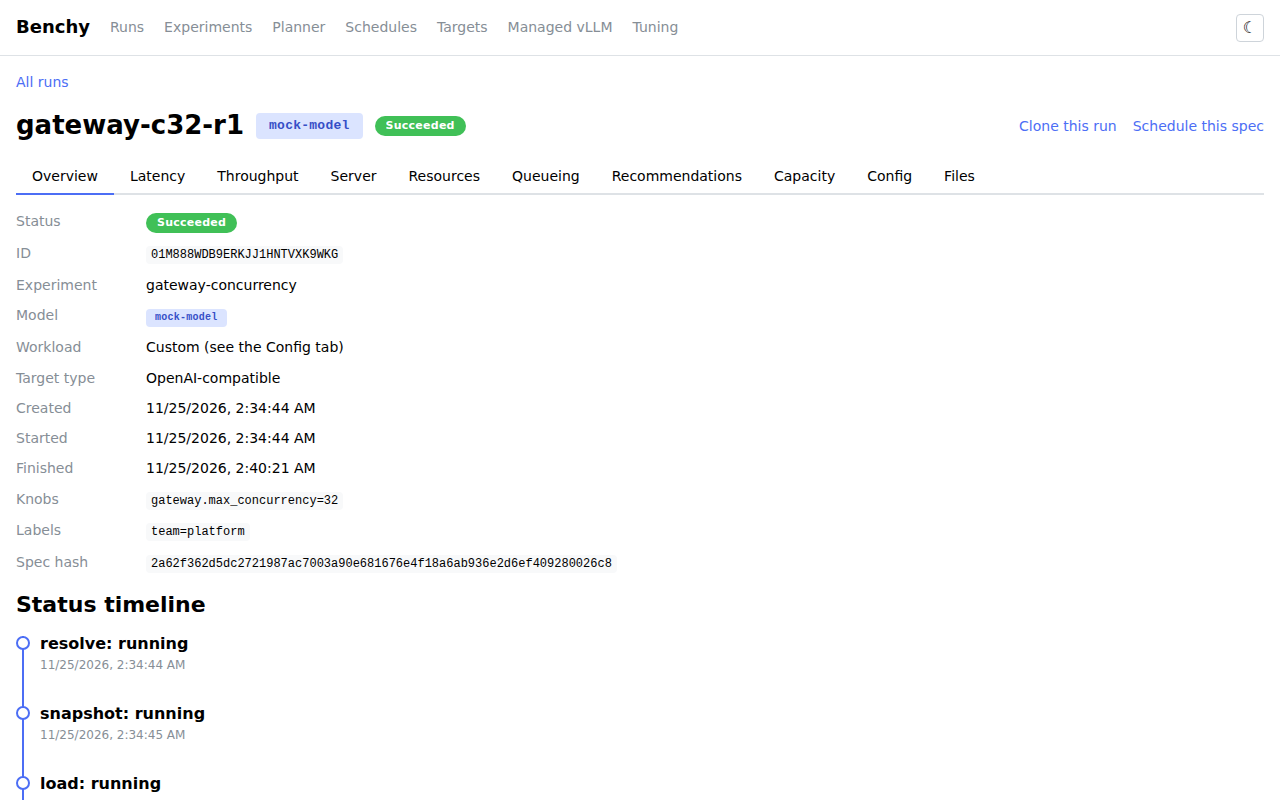 Benchy Runs Experiments Planner Schedules Targets Managed vLLM Tuning
All runs
gateway-c32-r1 mock-model Succeeded Clone this run Schedule this spec
Overview Latency Throughput Server Resources Queueing Recommendations Capacity Config Files
Status Succeeded
ID 01M888WDB9ERKJJ1HNTVXK9WKG
Experiment gateway-concurrency
Model mock-model
Workload Custom (see the Config tab)
Target type OpenAI-compatible
Created 11/25/2026, 2:34:44 AM
Started 11/25/2026, 2:34:44 AM
Finished 11/25/2026, 2:40:21 AM
Knobs gateway.max_concurrency=32
Labels team=platform
Spec hash 2a62f362d5dc2721987ac7003a90e681676e4f18a6ab936e2d6ef409280026c8
Status timeline
resolve: running
11/25/2026, 2:34:44 AM
snapshot: running
11/25/2026, 2:34:45 AM
load: running